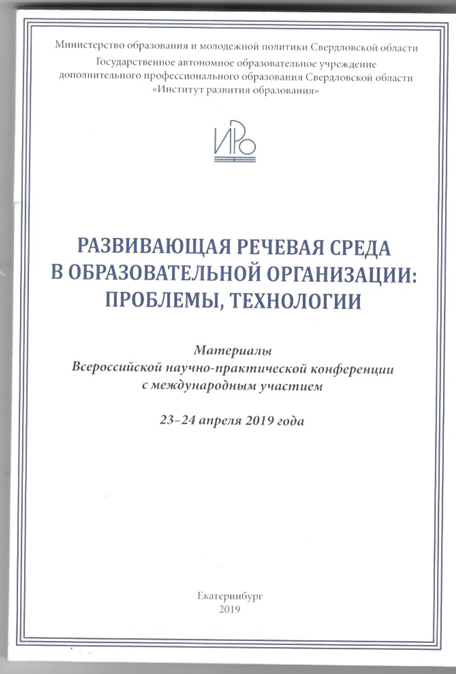 Министерство образования и молодежной политики Свердловской области
Государственное автономное образовательное учреждение
дополнительного профессионального образования Свердловской области
«Институт развития образования»
ИРО
РАЗВИВАЮЩАЯ РЕЧЕВАЯ СРЕДА
В ОБРАЗОВАТЕЛЬНОЙ ОРГАНИЗАЦИИ:
ПРОБЛЕМЫ, ТЕХНОЛОГИИ
Материалы
Всероссийской научно-практической конференции
с международным участием
23–24 апреля 2019 года
Екатеринбург
2019